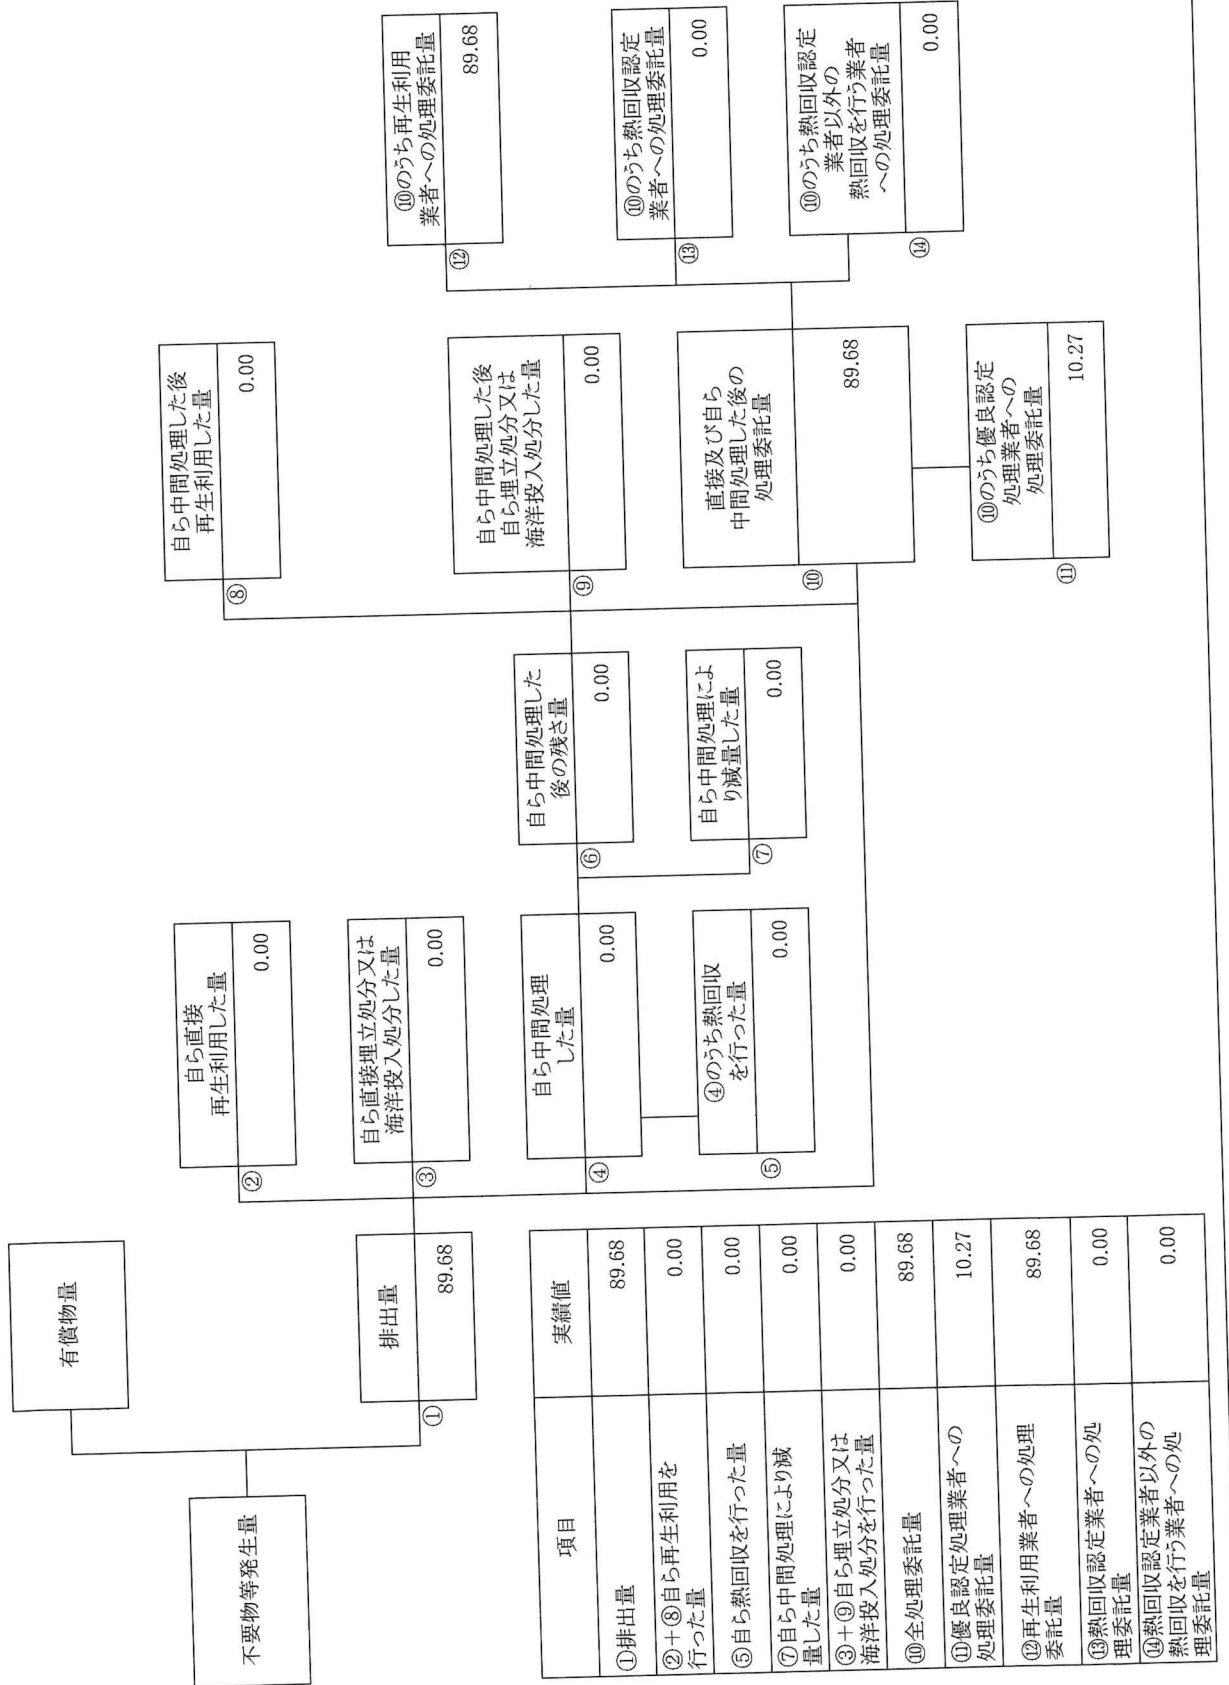 不要物等発生量
有償物量
排出量
①
89.68
自ら直接
再生利用した量
②
0.00
自ら直接埋立処分又は
海洋投入処分した量
③
0.00
自ら中間処理
した量
④
0.00
④のうち熱回収
を行った量
⑤
0.00
自ら中間処理した
後の残さ量
⑥
0.00
自ら中間処理によ
り減量した量
⑦
0.00
自ら中間処理した後
再生利用した量
⑧
0.00
自ら中間処理した後
自ら埋立処分又は
海洋投入処分した量
⑨
0.00
直接及び自ら
中間処理した後の
処理委託量
⑩
89.68
⑩のうち優良認定
処理業者への
処理委託量
⑪
10.27
⑩のうち再生利用
業者への処理委託量
⑫
89.68
⑩のうち熱回収認定
業者への処理委託量
⑬
0.00
⑩のうち熱回収認定
業者以外の
熱回収を行う業者
への処理委託量
⑭
0.00
項目 実績値
①排出量 89.68
②+⑧自ら再生利用を
行った量 0.00
⑤自ら熱回収を行った量 0.00
⑦自ら中間処理により減
量した量 0.00
③+⑨自ら埋立処分又は
海洋投入処分を行った量 0.00
⑩全処理委託量 89.68
⑪優良認定処理業者への
処理委託量 10.27
⑫再生利用業者への処理
委託量 89.68
⑬熱回収認定業者への処
理委託量 0.00
⑭熱回収認定業者以外の
熱回収を行う業者への処
理委託量 0.00